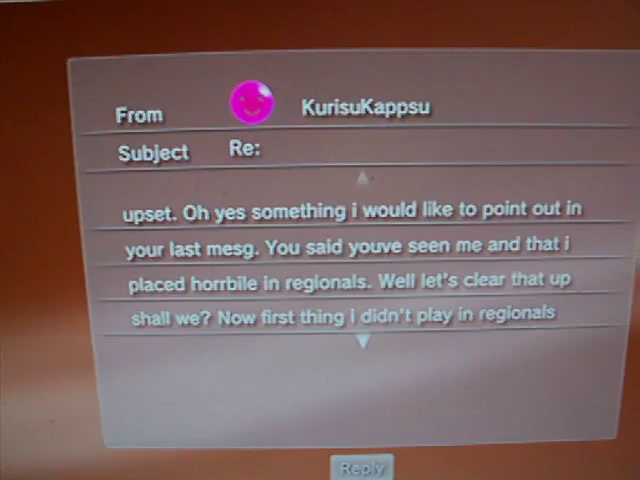 From KurisuKappsu
Subject Re:
upset. Oh yes something i would like to point out in
your last mesg. You said youve seen me and that i
placed horrbile in regionals. Well let's clear that up
shall we? Now first thing i didn't play in regionals
Reply